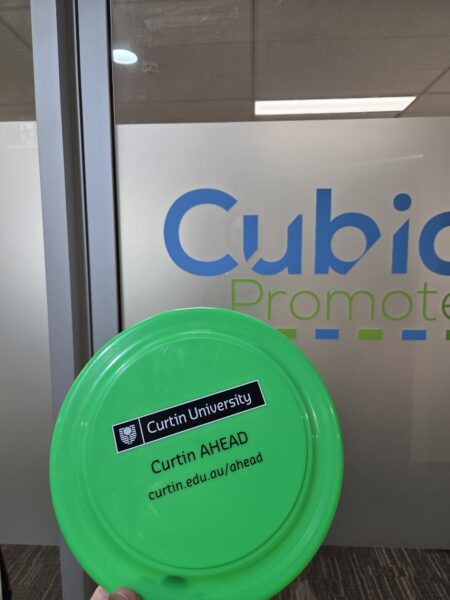 Cubic
Promote
Curtin University
Curtin AHEAD
curtin.edu.au/ahead